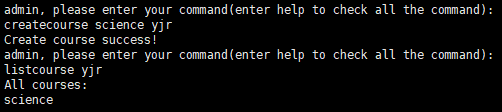 admin, please enter your command(enter help to check all the command):
createcourse science yjr
Create course success!
admin, please enter your command(enter help to check all the command):
listcourse yjr
All courses:
science